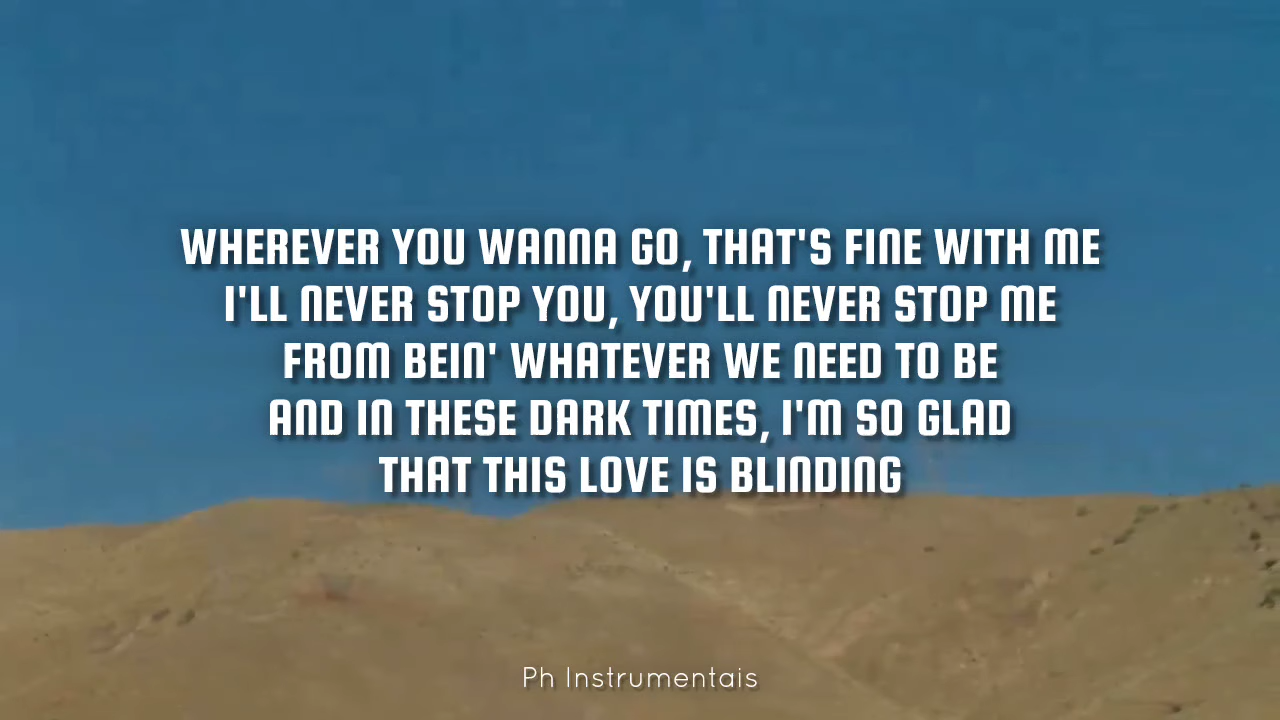 WHEREVER YOU WANNA GO, THAT'S FINE WITH ME
I'LL NEVER STOP YOU, YOU'LL NEVER STOP ME
FROM BEIN' WHATEVER WE NEED TO BE
AND IN THESE DARK TIMES, I'M SO GLAD
THAT THIS LOVE IS BLINDING
Ph Instrumentais